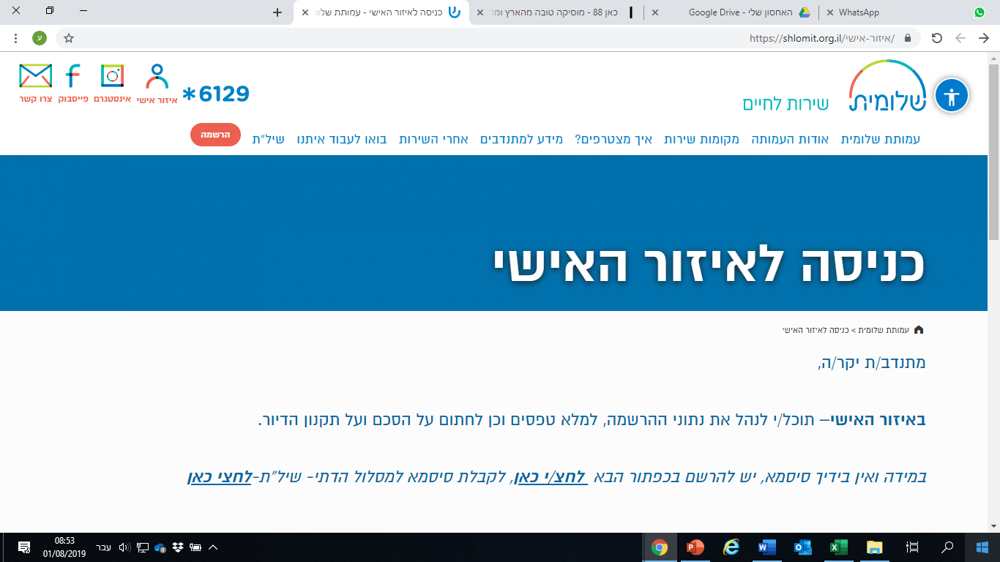 WhatsApp
האחסון שלי - Google Drive
כאן 88 - מוסיקה טובה מהארץ ומ
כניסה לאיזור האישי - עמותת שלו
https://shlomit.org.il/איזור-אישי/
ע
שלומית
שירות לחיים
*6129
איזור אישי
אינסטגרם
פייסבוק
צרו קשר
עמותת שלומית
אודות העמותה
מקומות שירות
איך מצטרפים?
מידע למתנדבים
אחרי השירות
בואו לעבוד איתנו
שיל"ת
הרשמה
כניסה לאיזור האישי
עמותת שלומית > כניסה לאיזור האישי
מתנדב/ת יקר/ה,
באיזור האישי– תוכל/י לנהל את נתוני ההרשמה, למלא טפסים וכן לחתום על הסכם ועל תקנון הדיור.
במידה ואין בידיך סיסמא, יש להרשם בכפתור הבא לחצ/י כאן, לקבלת סיסמא למסלול הדתי- שיל"ת-לחצי כאן
עבר
08:53
01/08/2019